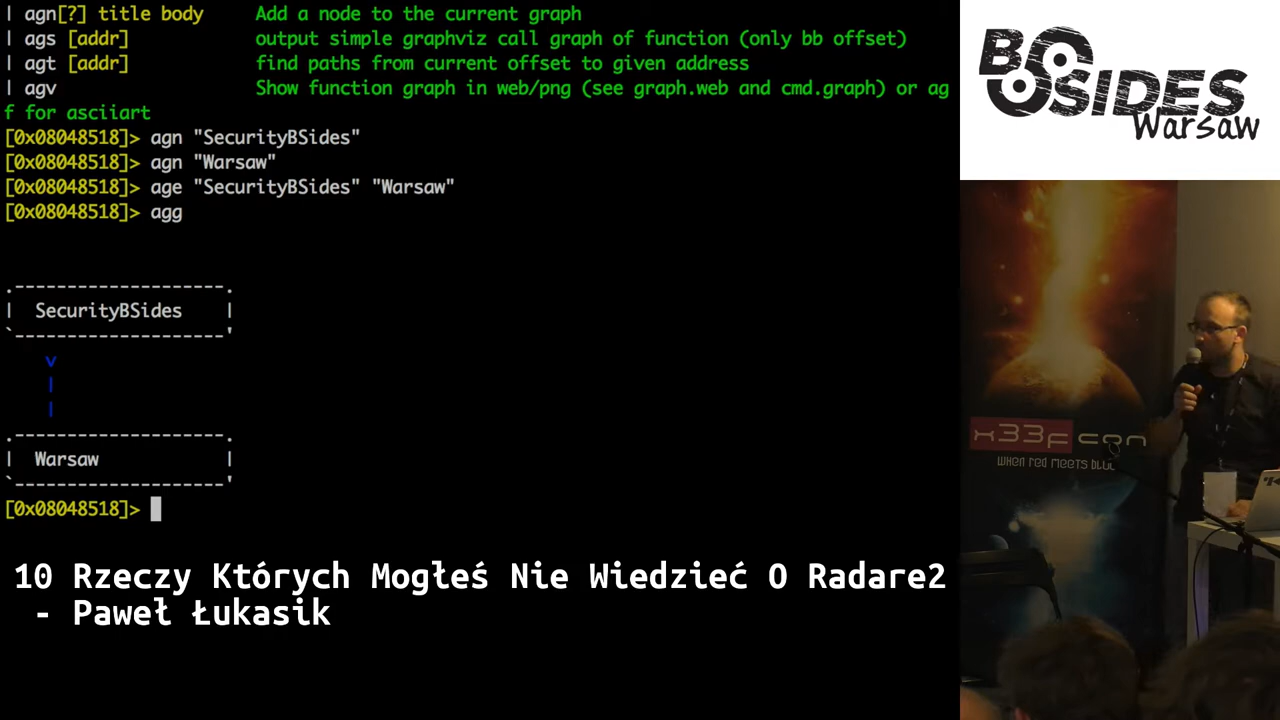 | agn[?] title body Add a node to the current graph
| ags [addr] output simple graphviz call graph of function (only bb offset)
| agt [addr] find paths from current offset to given address
| agv Show function graph in web/png (see graph.web and cmd.graph) or ag
f for asciiart
[0x08048518]> agn "SecurityBSides"
[0x08048518]> agn "Warsaw"
[0x08048518]> age "SecurityBSides" "Warsaw"
[0x08048518]> agg
.--------------------.
| SecurityBSides |
`--------------------'
v
|
|
.--------------------.
| Warsaw |
`--------------------'
[0x08048518]>
10 Rzeczy Których Mogłeś Nie Wiedzieć O Radare2
- Paweł Łukasik
BSIDES
Warsaw
x33fcon
When red meets blue